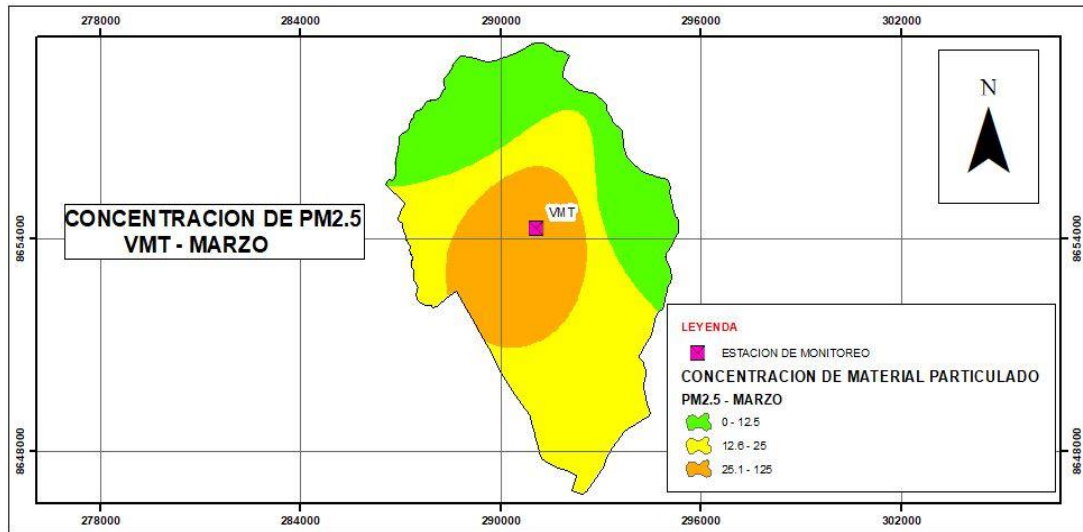 278000 284000 290000 296000 302000
N
VMT
CONCENTRACION DE PM2.5
VMT - MARZO
8654000 8654000
LEYENDA
ESTACION DE MONITOREO
CONCENTRACION DE MATERIAL PARTICULADO
PM2.5 - MARZO
0 - 12.5
12.6 - 25
25.1 - 125
8648000 8648000
278000 284000 290000 296000 302000